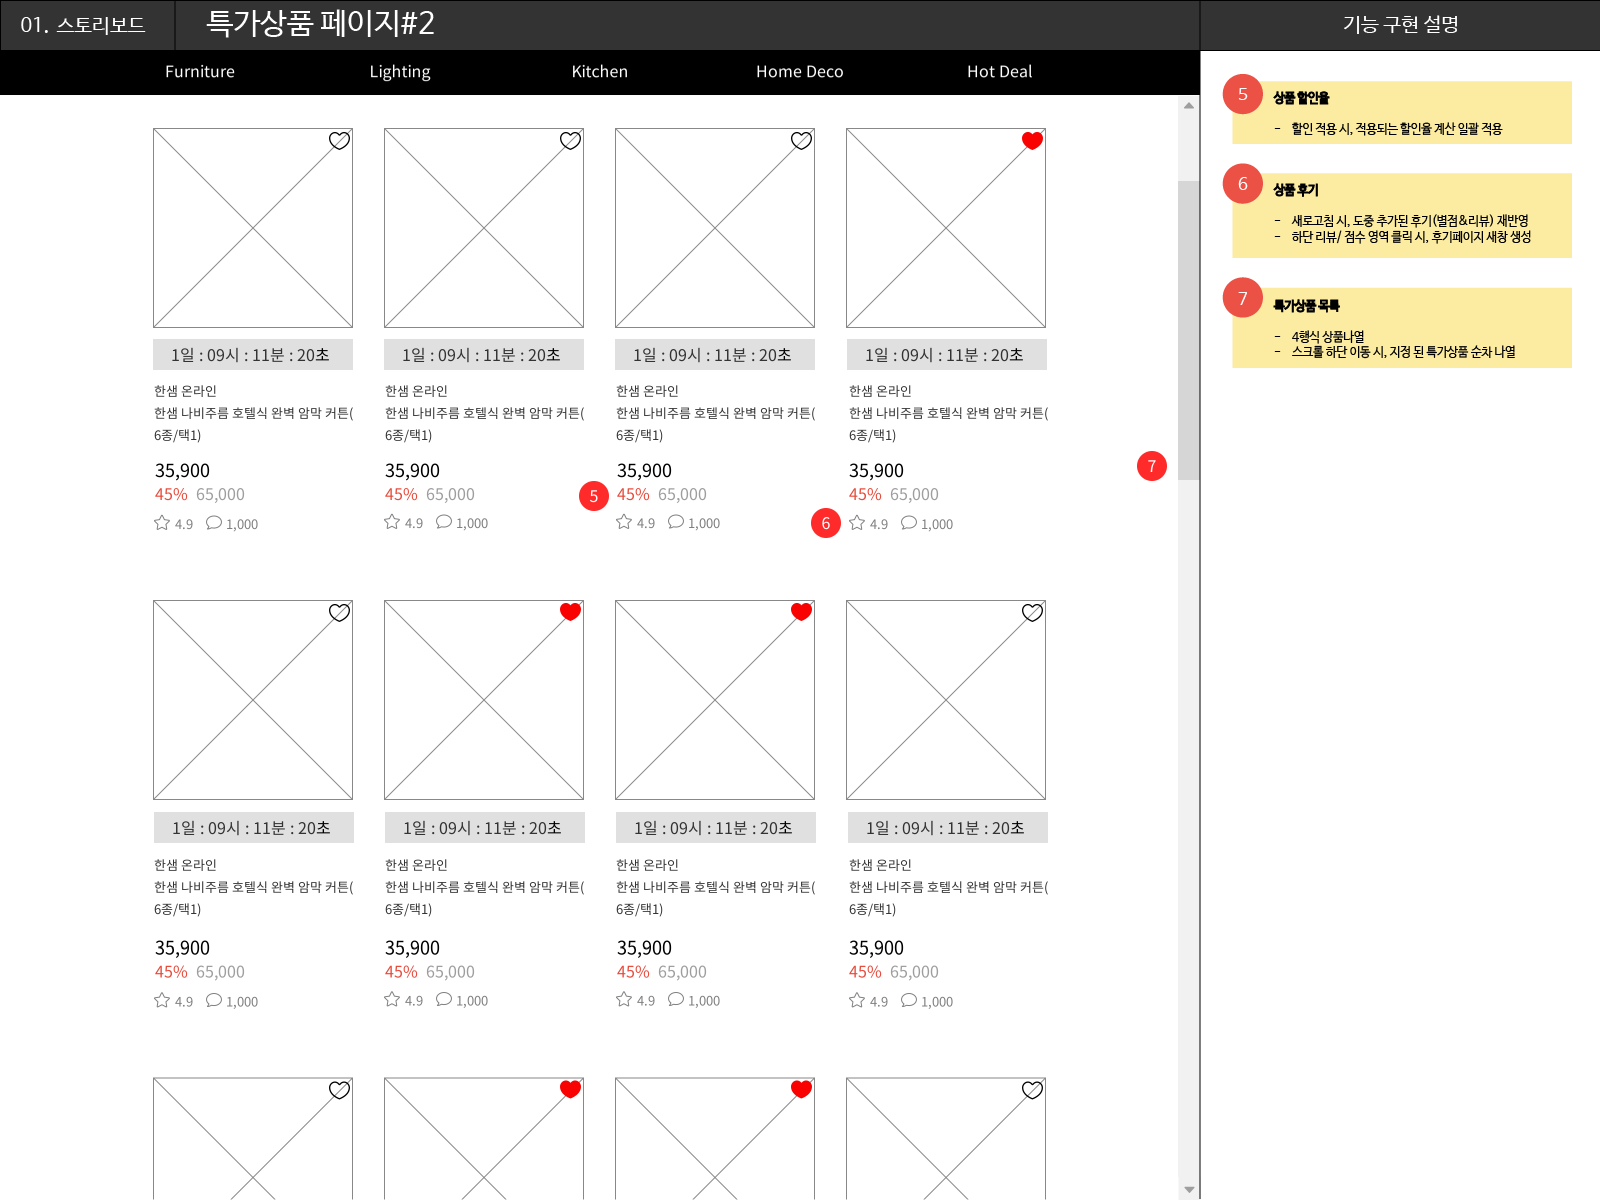 01. 스토리보드
특가상품 페이지#2
기능 구현 설명
Furniture
Lighting
Kitchen
Home Deco
Hot Deal
1일 : 09시 : 11분 : 20초
1일 : 09시 : 11분 : 20초
1일 : 09시 : 11분 : 20초
1일 : 09시 : 11분 : 20초
한샘 온라인
한샘 나비주름 호텔식 완벽 암막 커튼(
6종/택1)
35,900
45% 65,000
4.9 1,000
한샘 온라인
한샘 나비주름 호텔식 완벽 암막 커튼(
6종/택1)
35,900
45% 65,000
4.9 1,000
5
한샘 온라인
한샘 나비주름 호텔식 완벽 암막 커튼(
6종/택1)
35,900
45% 65,000
4.9 1,000
6
한샘 온라인
한샘 나비주름 호텔식 완벽 암막 커튼(
6종/택1)
35,900
45% 65,000
4.9 1,000
7
1일 : 09시 : 11분 : 20초
1일 : 09시 : 11분 : 20초
1일 : 09시 : 11분 : 20초
1일 : 09시 : 11분 : 20초
한샘 온라인
한샘 나비주름 호텔식 완벽 암막 커튼(
6종/택1)
35,900
45% 65,000
4.9 1,000
한샘 온라인
한샘 나비주름 호텔식 완벽 암막 커튼(
6종/택1)
35,900
45% 65,000
4.9 1,000
한샘 온라인
한샘 나비주름 호텔식 완벽 암막 커튼(
6종/택1)
35,900
45% 65,000
4.9 1,000
한샘 온라인
한샘 나비주름 호텔식 완벽 암막 커튼(
6종/택1)
35,900
45% 65,000
4.9 1,000
5
상품 할인율
- 할인 적용 시, 적용되는 할인율 계산 일괄 적용
6
상품 후기
- 새로고침 시, 도중 추가된 후기(별점&리뷰) 재반영
- 하단 리뷰/ 점수 영역 클릭 시, 후기페이지 새창 생성
7
특가상품 목록
- 4행식 상품나열
- 스크롤 하단 이동 시, 지정 된 특가상품 순차 나열